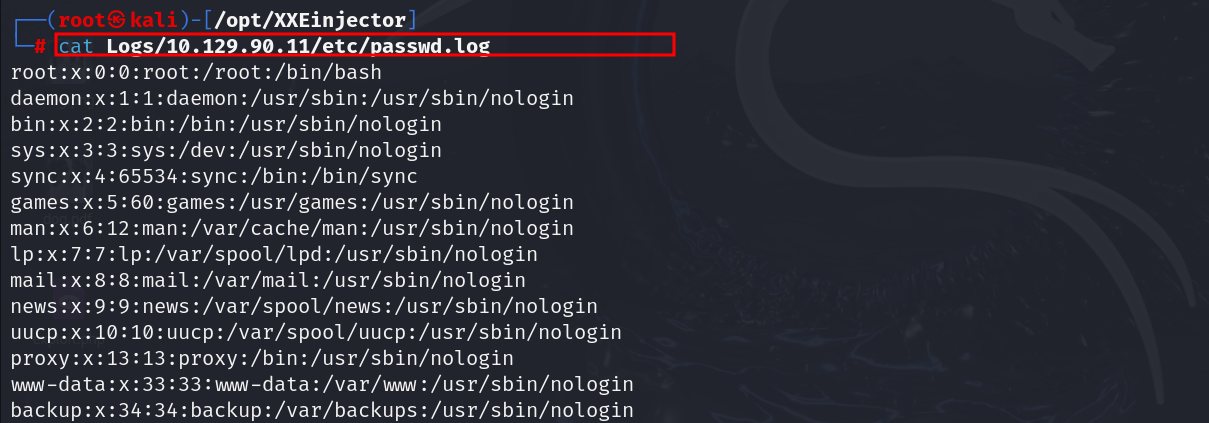 ┌──(root㉿kali)-[/opt/XXEinjector]
└─# cat Logs/10.129.90.11/etc/passwd.log
root:x:0:0:root:/root:/bin/bash
daemon:x:1:1:daemon:/usr/sbin:/usr/sbin/nologin
bin:x:2:2:bin:/bin:/usr/sbin/nologin
sys:x:3:3:sys:/dev:/usr/sbin/nologin
sync:x:4:65534:sync:/bin:/bin/sync
games:x:5:60:games:/usr/games:/usr/sbin/nologin
man:x:6:12:man:/var/cache/man:/usr/sbin/nologin
lp:x:7:7:lp:/var/spool/lpd:/usr/sbin/nologin
mail:x:8:8:mail:/var/mail:/usr/sbin/nologin
news:x:9:9:news:/var/spool/news:/usr/sbin/nologin
uucp:x:10:10:uucp:/var/spool/uucp:/usr/sbin/nologin
proxy:x:13:13:proxy:/bin:/usr/sbin/nologin
www-data:x:33:33:www-data:/var/www:/usr/sbin/nologin
backup:x:34:34:backup:/var/backups:/usr/sbin/nologin